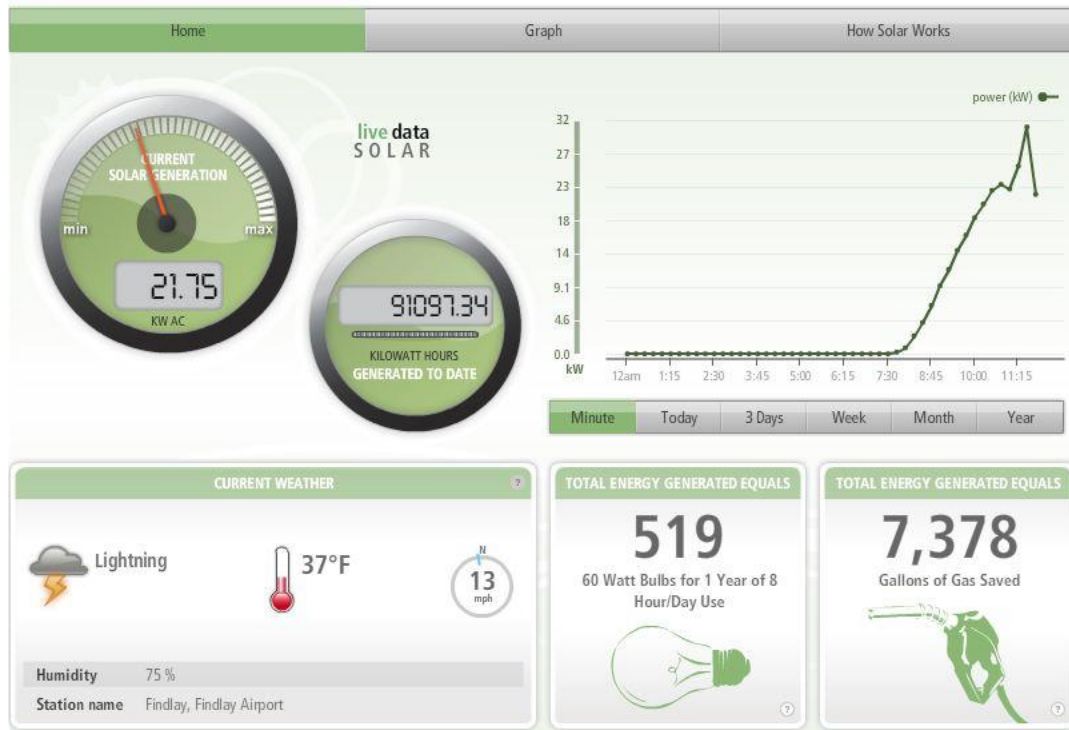 Home
Graph
How Solar Works
live data
SOLAR
CURRENT
SOLAR GENERATION
min
max
21.75
KW AC
91097.34
KILOWATT HOURS
GENERATED TO DATE
power (kW)
32
27
23
18
14
9.1
4.6
0.0
kW
12am 1:15 2:30 3:45 5:00 6:15 7:30 8:45 10:00 11:15
Minute
Today
3 Days
Week
Month
Year
CURRENT WEATHER
?
Lightning
37°F
N
13
mph
Humidity 75 %
Station name Findlay, Findlay Airport
TOTAL ENERGY GENERATED EQUALS
519
60 Watt Bulbs for 1 Year of 8
Hour/Day Use
?
TOTAL ENERGY GENERATED EQUALS
7,378
Gallons of Gas Saved
?